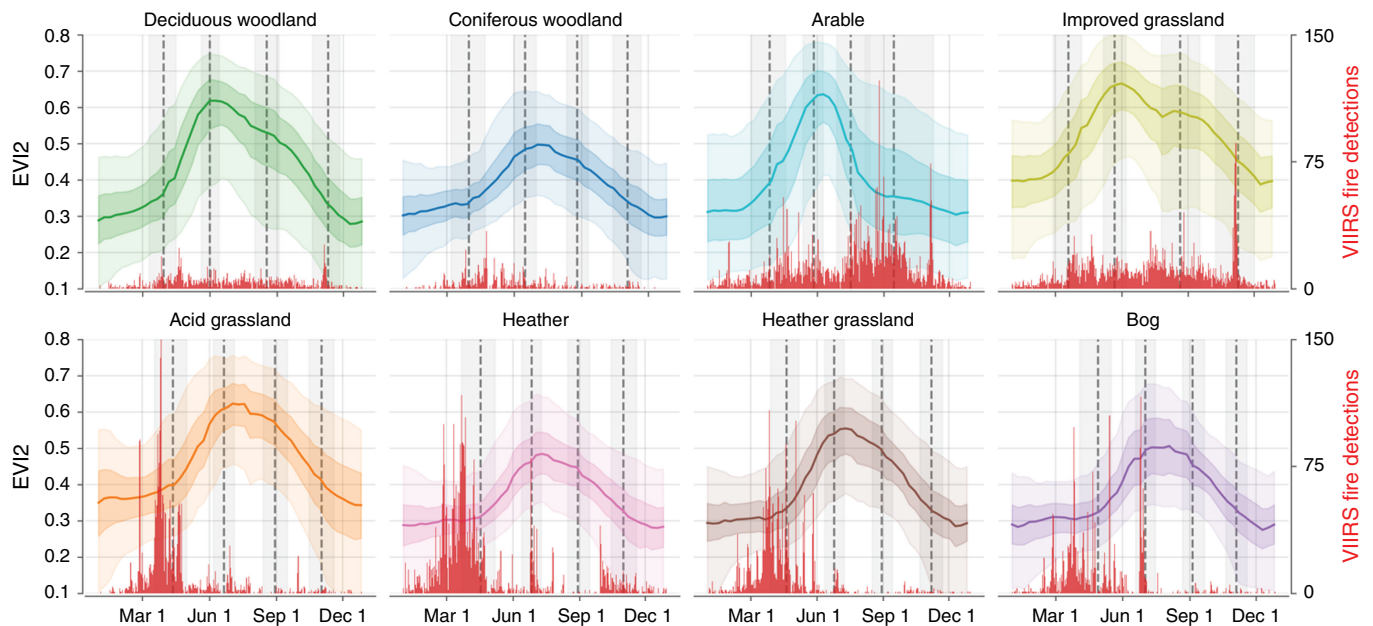 Deciduous woodland Coniferous woodland Arable Improved grassland
0.8 150
0.7
0.6
0.5
75
0.4
0.3
0.2
0.1 0
EVI2
VIIRS fire detections
Acid grassland Heather Heather grassland Bog
0.8 150
0.7
0.6
0.5
75
0.4
0.3
0.2
0.1 0
EVI2
VIIRS fire detections
Mar 1 Jun 1 Sep 1 Dec 1 Mar 1 Jun 1 Sep 1 Dec 1 Mar 1 Jun 1 Sep 1 Dec 1 Mar 1 Jun 1 Sep 1 Dec 1